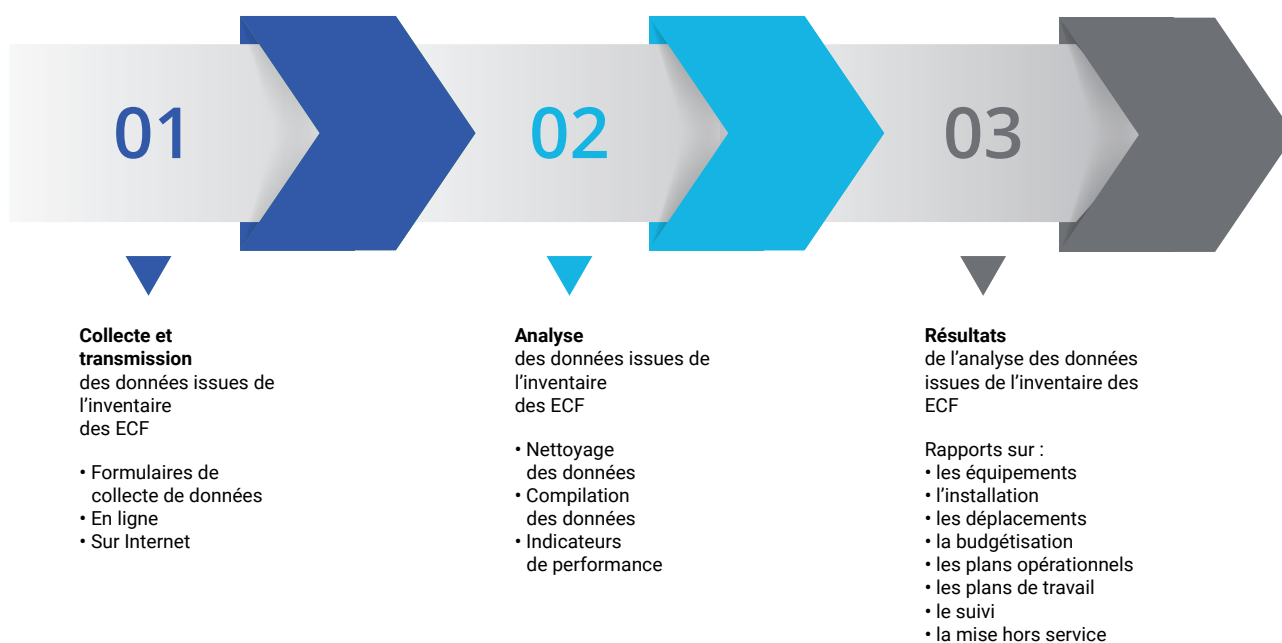 01
02
03
Collecte et
transmission
des données issues de
l’inventaire
des ECF
• Formulaires de
collecte de données
• En ligne
• Sur Internet
Analyse
des données issues de
l’inventaire
des ECF
• Nettoyage
des données
• Compilation
des données
• Indicateurs
de performance
Résultats
de l’analyse des données
issues de l’inventaire des
ECF
Rapports sur :
• les équipements
• l’installation
• les déplacements
• la budgétisation
• les plans opérationnels
• les plans de travail
• le suivi
• la mise hors service